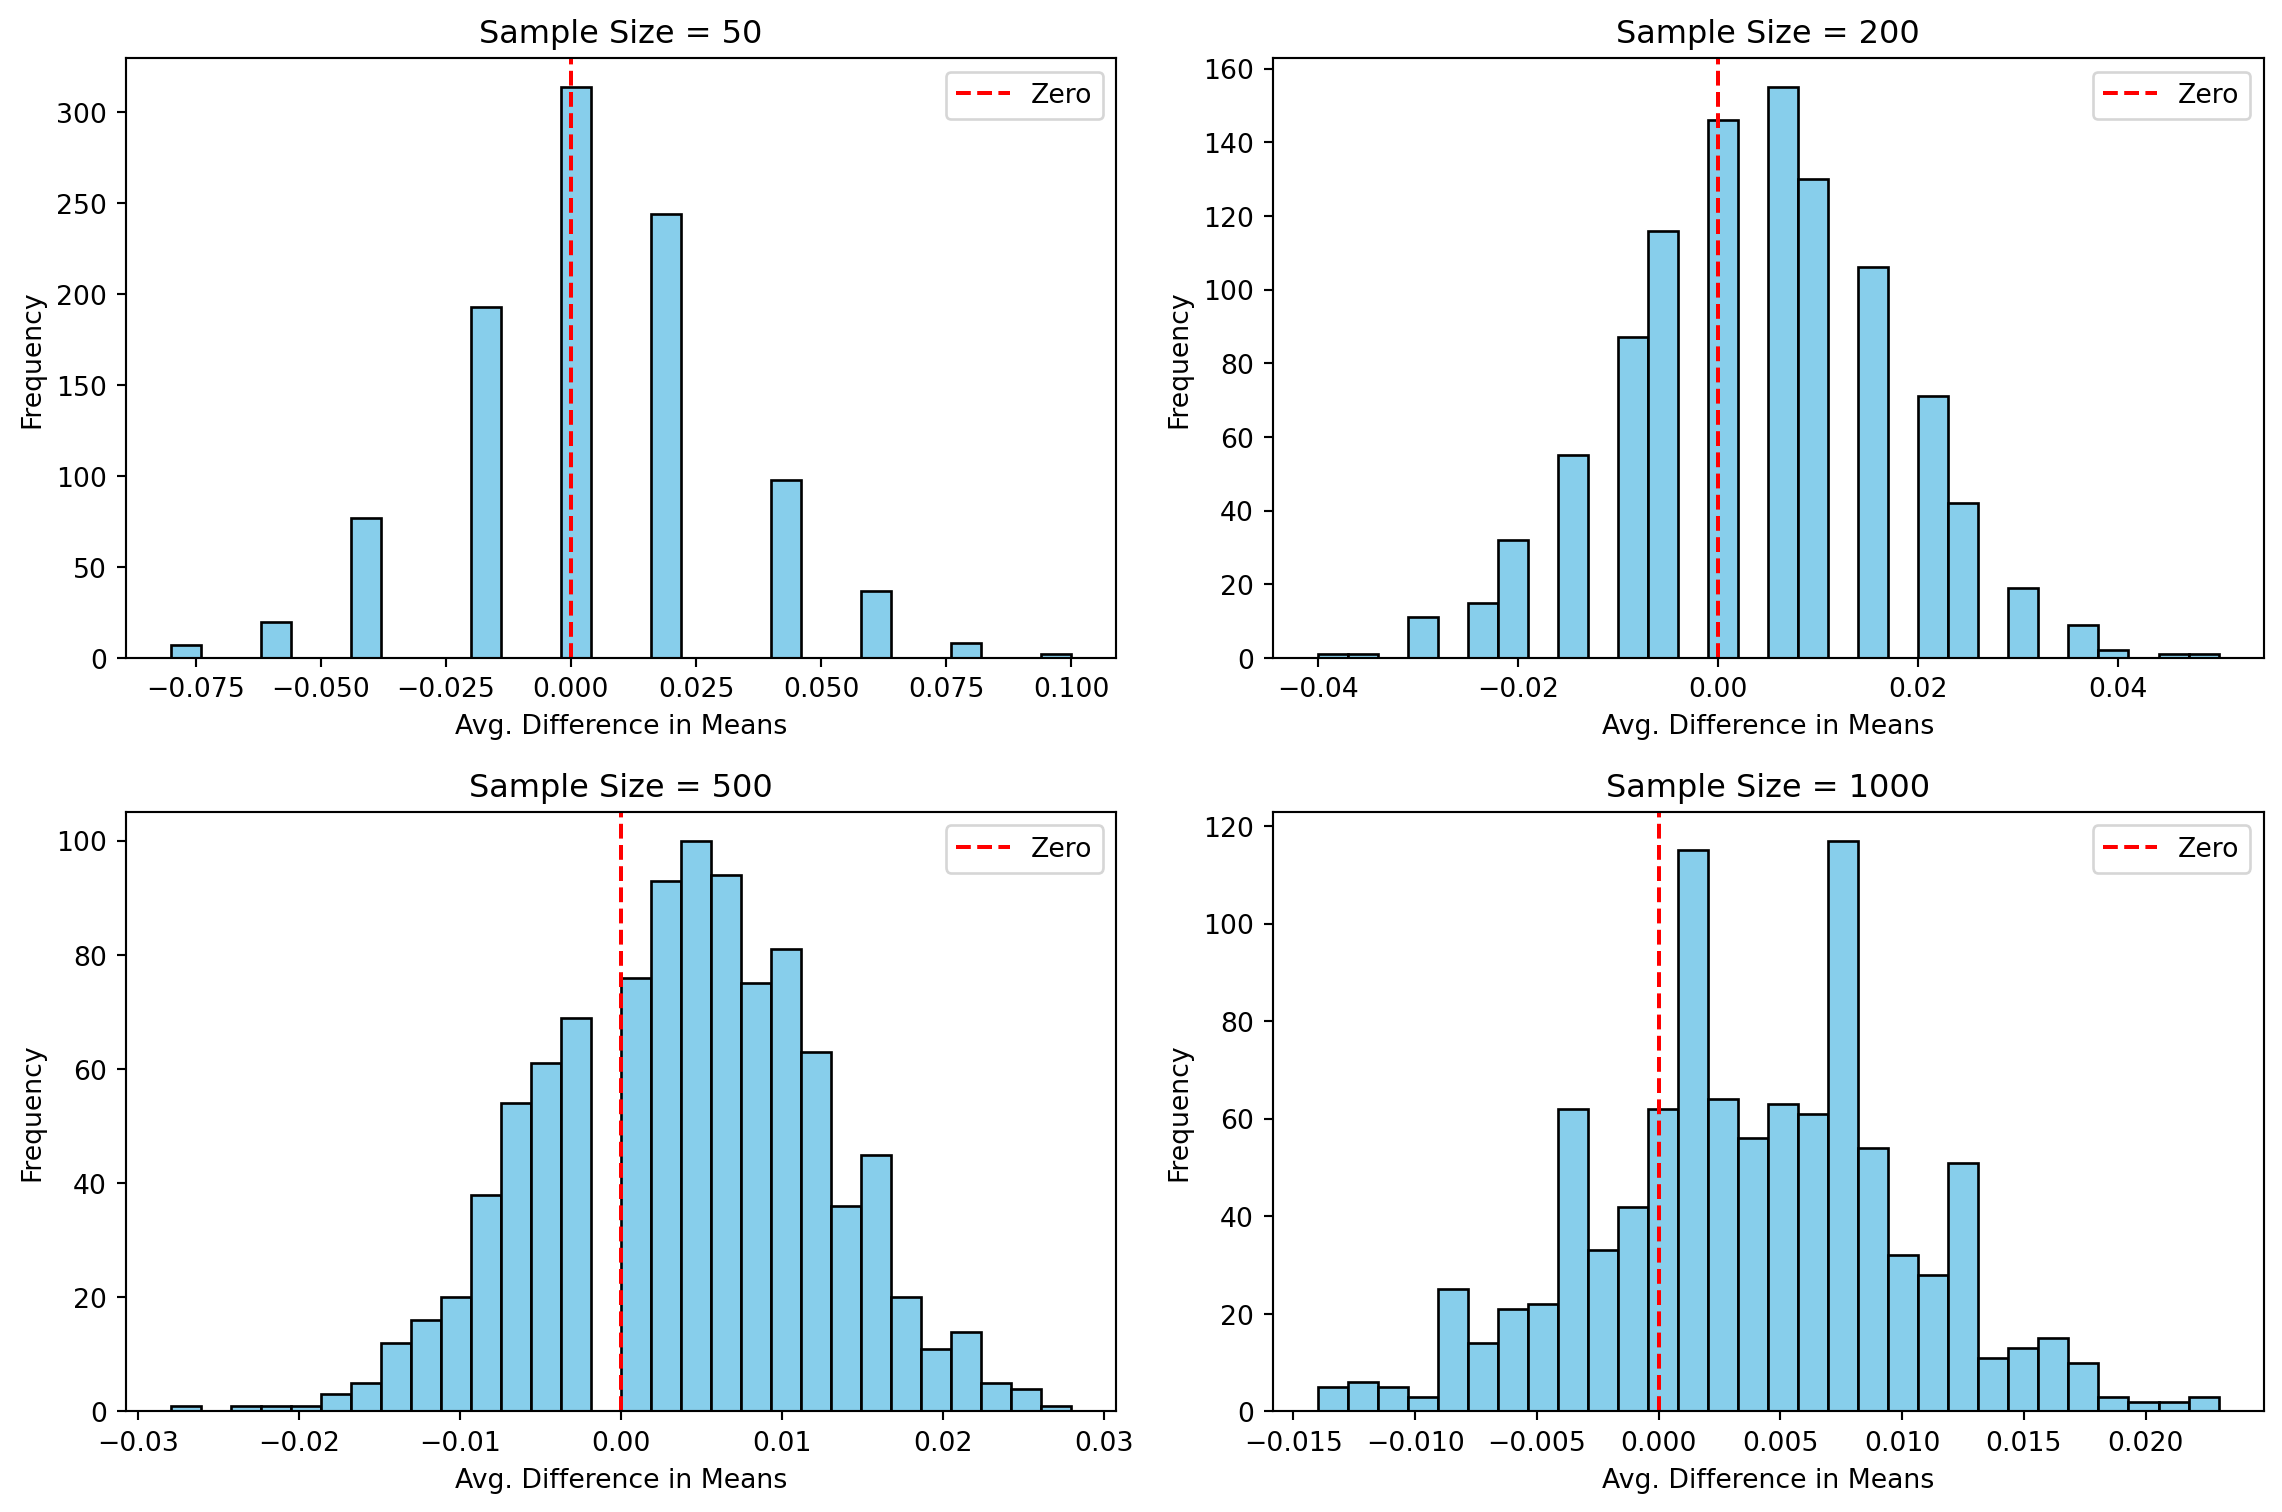 Sample Size = 50
Zero
Frequency
300
250
200
150
100
50
0
−0.075 −0.050 −0.025 0.000 0.025 0.050 0.075 0.100
Avg. Difference in Means
Sample Size = 200
Zero
Frequency
160
140
120
100
80
60
40
20
0
−0.04 −0.02 0.00 0.02 0.04
Avg. Difference in Means
Sample Size = 500
Zero
Frequency
100
80
60
40
20
0
−0.03 −0.02 −0.01 0.00 0.01 0.02 0.03
Avg. Difference in Means
Sample Size = 1000
Zero
Frequency
120
100
80
60
40
20
0
−0.015 −0.010 −0.005 0.000 0.005 0.010 0.015 0.020
Avg. Difference in Means